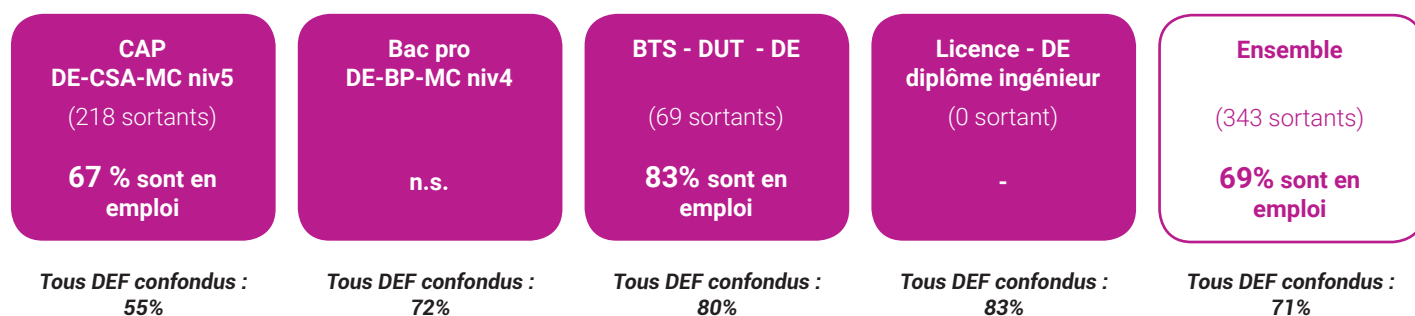 CAP
DE-CSA-MC niv5
(218 sortants)
67 % sont en
emploi
Tous DEF confondus :
55%
Bac pro
DE-BP-MC niv4
n.s.
Tous DEF confondus :
72%
BTS - DUT - DE
(69 sortants)
83% sont en
emploi
Tous DEF confondus :
80%
Licence - DE
diplôme ingénieur
(0 sortant)
-
Tous DEF confondus :
83%
Ensemble
(343 sortants)
69% sont en
emploi
Tous DEF confondus :
71%